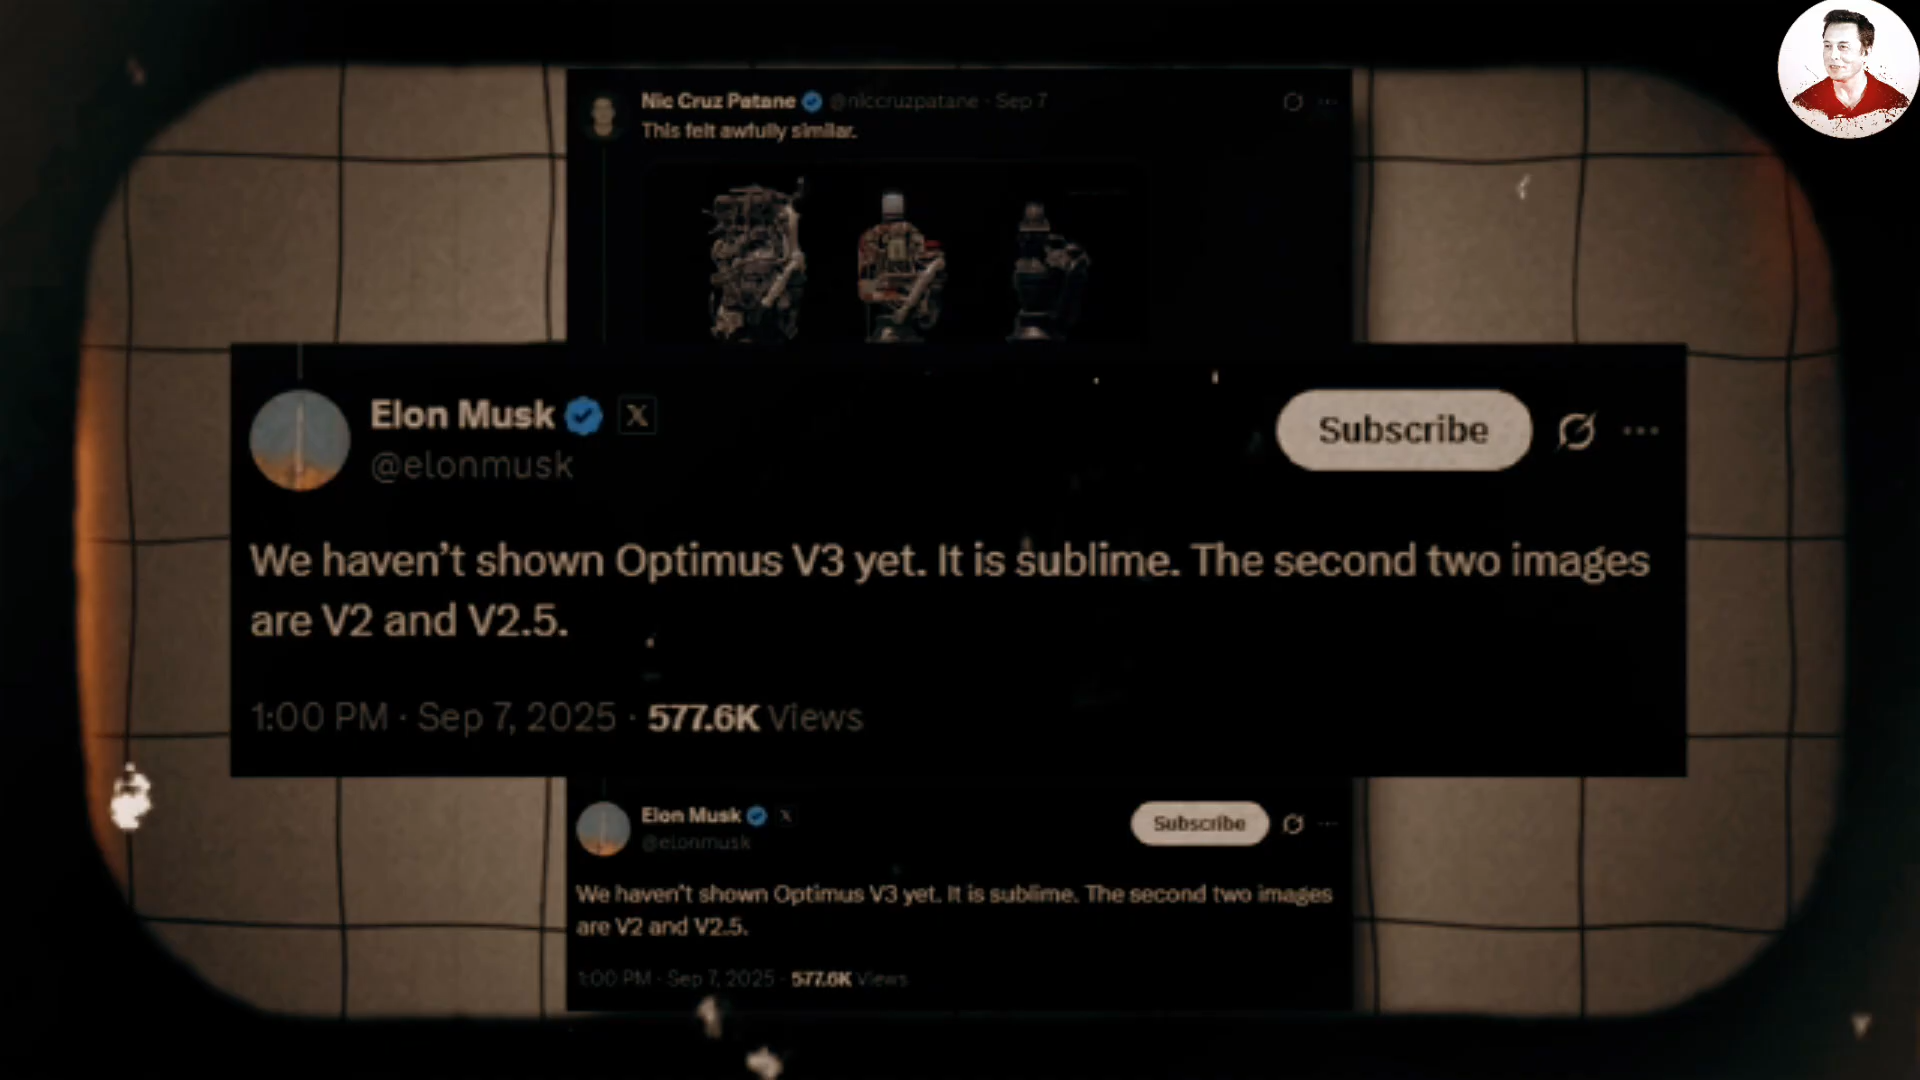 Nic Cruz Patane @niccruzpatane · Sep 7
This felt awfully similar.
Elon Musk X
@elonmusk
Subscribe
We haven't shown Optimus V3 yet. It is sublime. The second two images
are V2 and V2.5.
1:00 PM · Sep 7, 2025 · 577.6K Views
Elon Musk X
@elonmusk
Subscribe
We haven't shown Optimus V3 yet. It is sublime. The second two images
are V2 and V2.5.
1:00 PM · Sep 7, 2025 · 577.6K Views